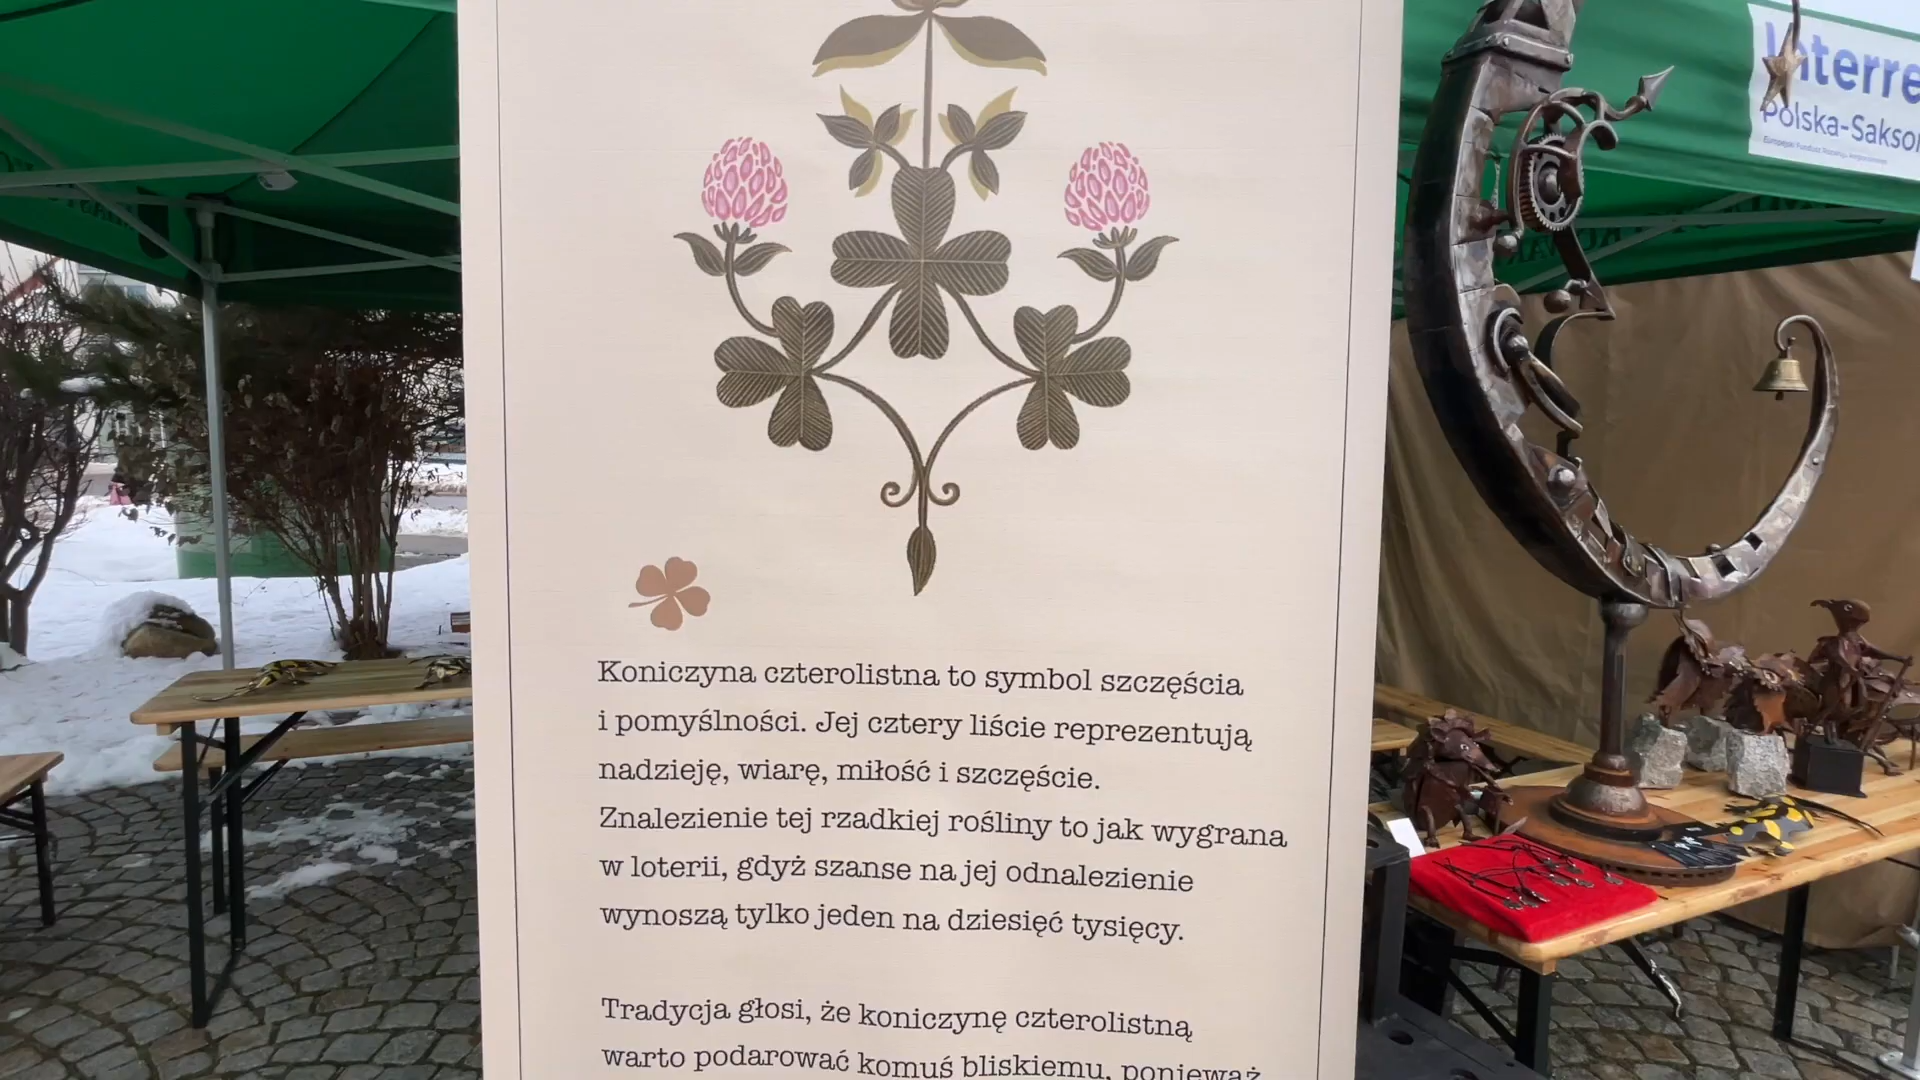 Interre
Polska-Sakson
Koniczyna czterolistna to symbol szczęścia
i pomyślności. Jej cztery liście reprezentują
nadzieję, wiarę, miłość i szczęście.
Znalezienie tej rzadkiej rośliny to jak wygrana
w loterii, gdyż szanse na jej odnalezienie
wynoszą tylko jeden na dziesięć tysięcy.
Tradycja głosi, że koniczynę czterolistną
warto podarować komuś bliskiemu, ponieważ